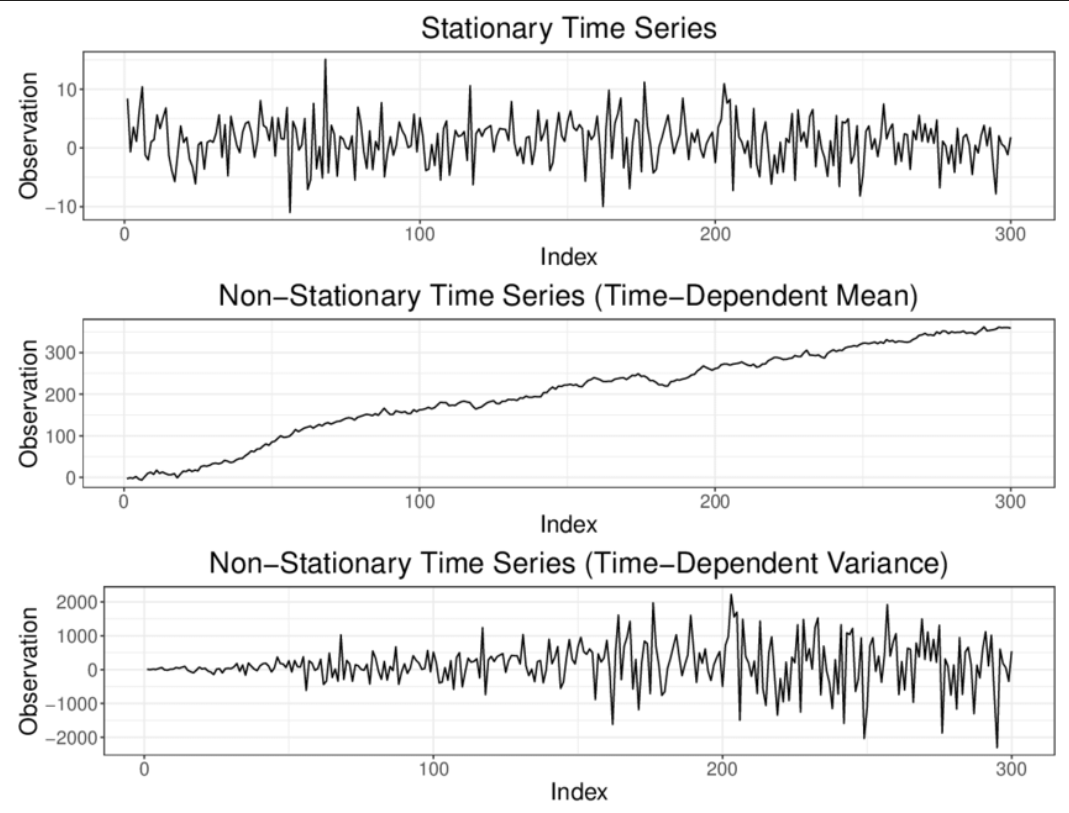 Stationary Time Series
Observation
10
0
−10
0 100 200 300
Index
Non−Stationary Time Series (Time−Dependent Mean)
Observation
300
200
100
0
0 100 200 300
Index
Non−Stationary Time Series (Time−Dependent Variance)
Observation
2000
1000
0
−1000
−2000
0 100 200 300
Index